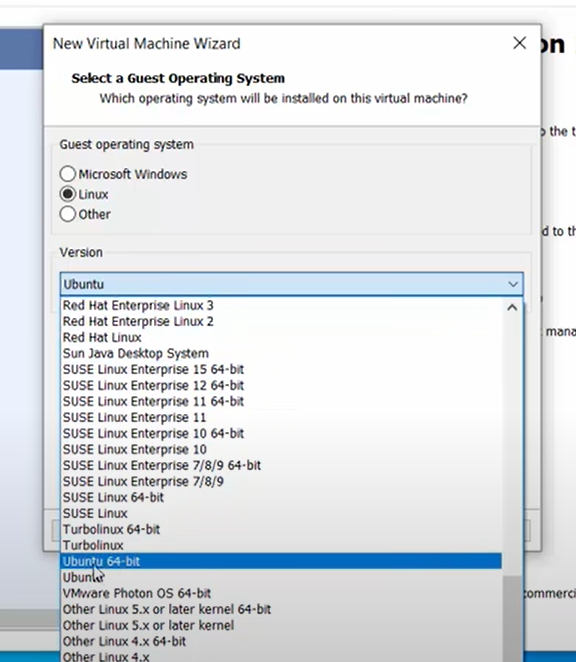 New Virtual Machine Wizard
on
Select a Guest Operating System
Which operating system will be installed on this virtual machine?
Guest operating system
Microsoft Windows
Linux
Other
Version
Ubuntu
Red Hat Enterprise Linux 3
Red Hat Enterprise Linux 2
Red Hat Linux
Sun Java Desktop System
SUSE Linux Enterprise 15 64-bit
SUSE Linux Enterprise 12 64-bit
SUSE Linux Enterprise 11 64-bit
SUSE Linux Enterprise 11
SUSE Linux Enterprise 10 64-bit
SUSE Linux Enterprise 10
SUSE Linux Enterprise 7/8/9 64-bit
SUSE Linux Enterprise 7/8/9
SUSE Linux 64-bit
SUSE Linux
Turbolinux 64-bit
Turbolinux
Ubuntu 64-bit
Ubuntu
VMware Photon OS 64-bit
Other Linux 5.x or later kernel 64-bit
Other Linux 5.x or later kernel
Other Linux 4.x 64-bit
Other Linux 4.x
the t
d to th
mana
commerci